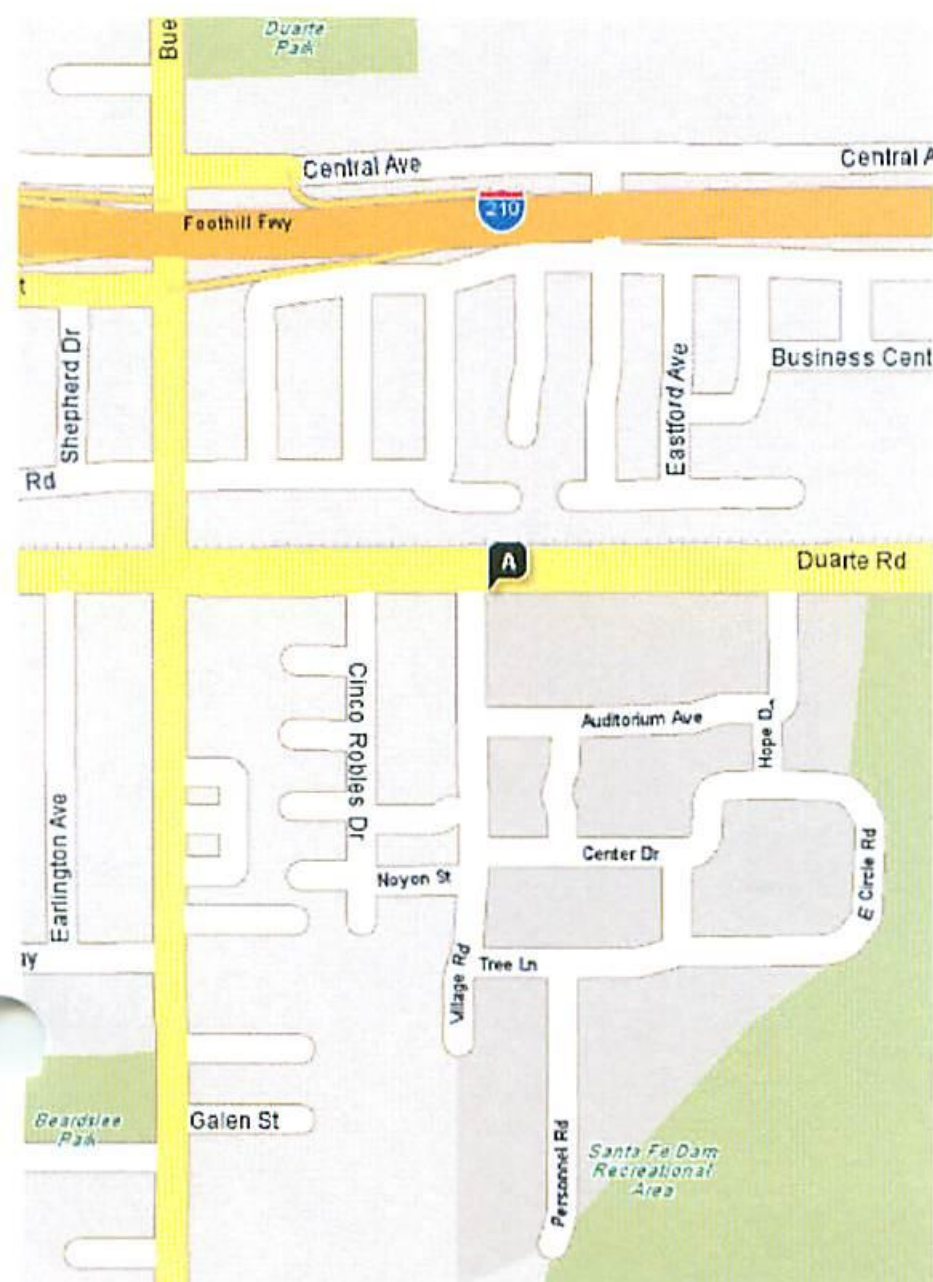 Bue
Duarte
Park
Central Ave
Central A
210
Foothill Fwy
t
Shepherd Dr
Eastford Ave
Business Cent
Rd
A
Duarte Rd
Cinco Robles Dr
Auditorium Ave
Hope D
Earlington Ave
Center Dr
E Circle Rd
Noyon St
Village Rd
Tree Ln
ay
Beardslee
Park
Galen St
Personnel Rd
Santa Fe Dam
Recreational
Area